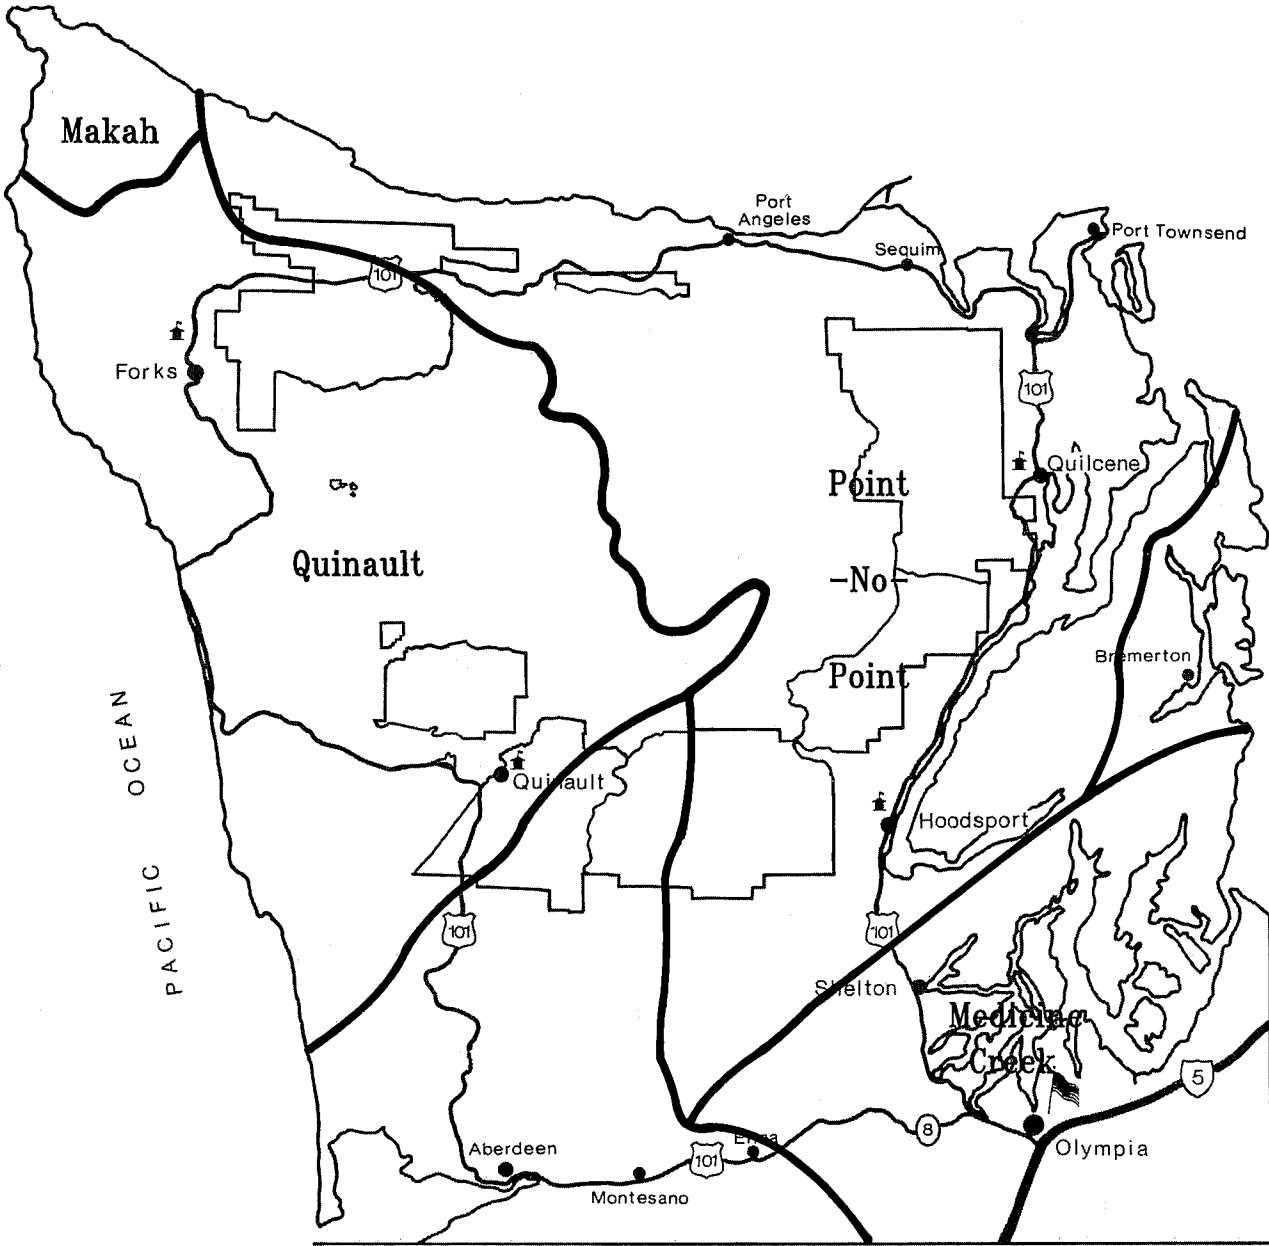 Makah
Port
Angeles
Port Townsend
Sequim
101
Forks
101
Quilcene
Point
Quinault
-No-
Bremerton
Point
PACIFIC OCEAN
Quinault
Hoodsport
101
101
Shelton
Medicine
Creek
5
8
Elma
Olympia
Aberdeen
101
Montesano